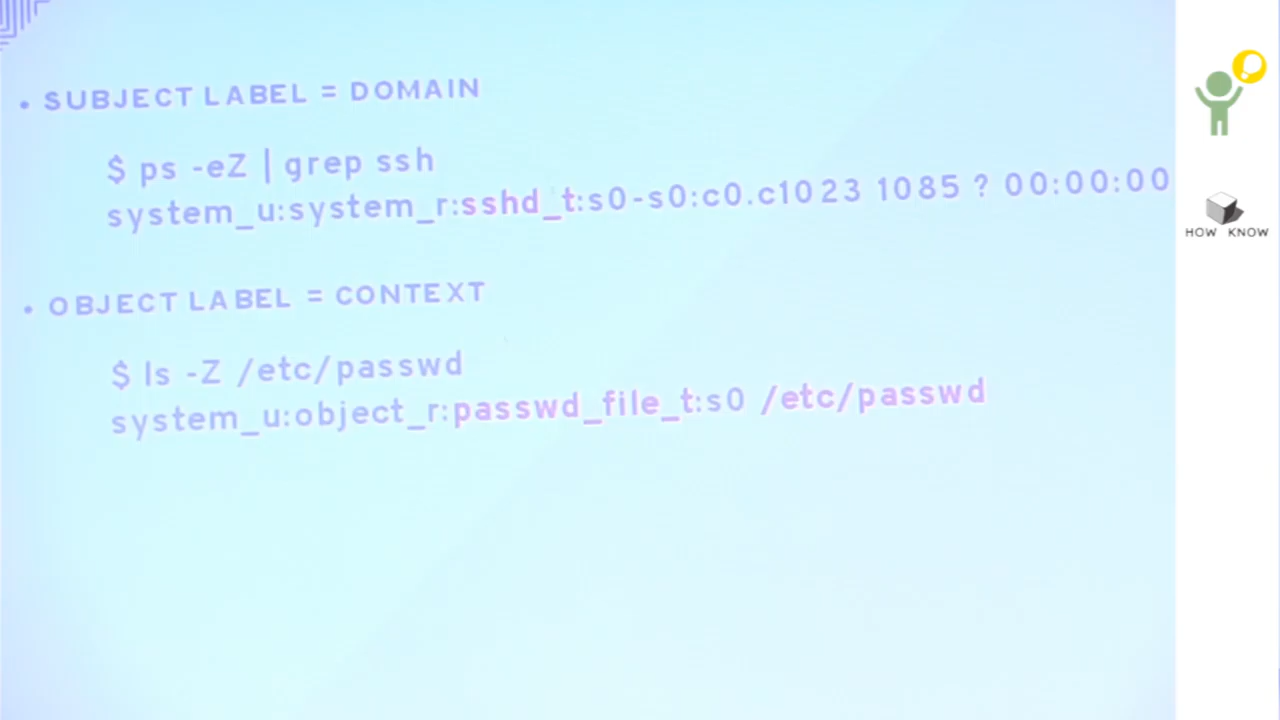 • SUBJECT LABEL = DOMAIN
$ ps -eZ | grep ssh
system_u:system_r:sshd_t:s0-s0:c0.c1023 1085 ? 00:00:00
• OBJECT LABEL = CONTEXT
$ ls -Z /etc/passwd
system_u:object_r:passwd_file_t:s0 /etc/passwd
HOW KNOW